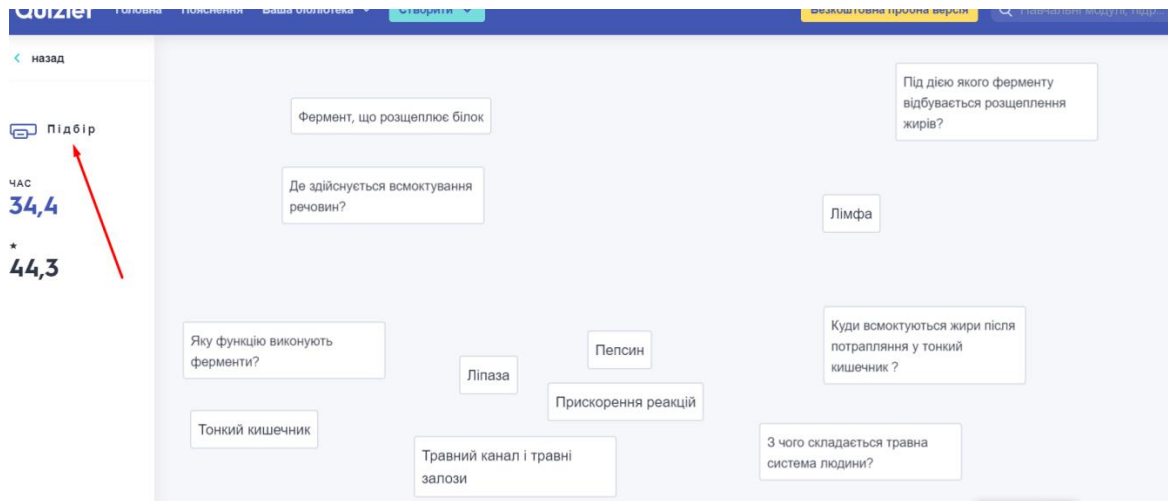 Quizlet Головна Пояснення Ваша бібліотека Створити Безкоштовна пробна версія Навчальні модулі, підр...
назад
Підбір
ЧАС
34,4
44,3
Фермент, що розщеплює білок
Під дією якого ферменту
відбувається розщеплення
жирів?
Де здійснується всмоктування
речовин?
Лімфа
Яку функцію виконують
ферменти?
Ліпаза
Пепсин
Куди всмоктуються жири після
потрапляння у тонкий
кишечник ?
Прискорення реакцій
Тонкий кишечник
Травний канал і травні
залози
З чого складається травна
система людини?